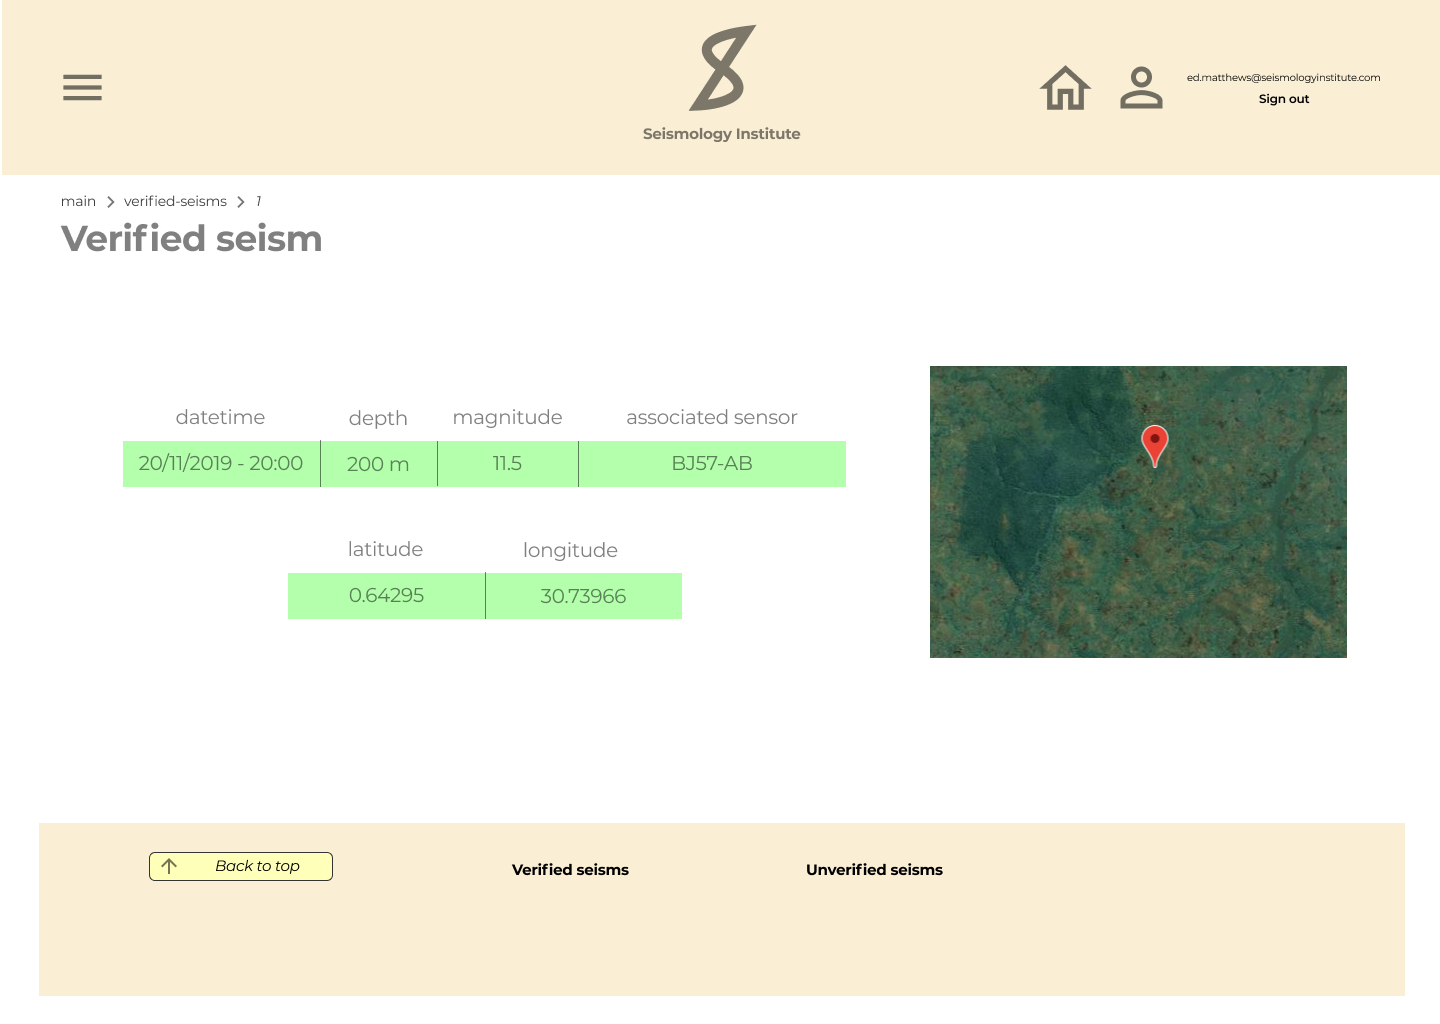 Seismology Institute
ed.matthews@seismologyinstitute.com
Sign out
main > verified-seisms > 1
Verified seism
datetime depth magnitude associated sensor
20/11/2019 - 20:00 200 m 11.5 BJ57-AB
latitude longitude
0.64295 30.73966
Back to top Verified seisms Unverified seisms